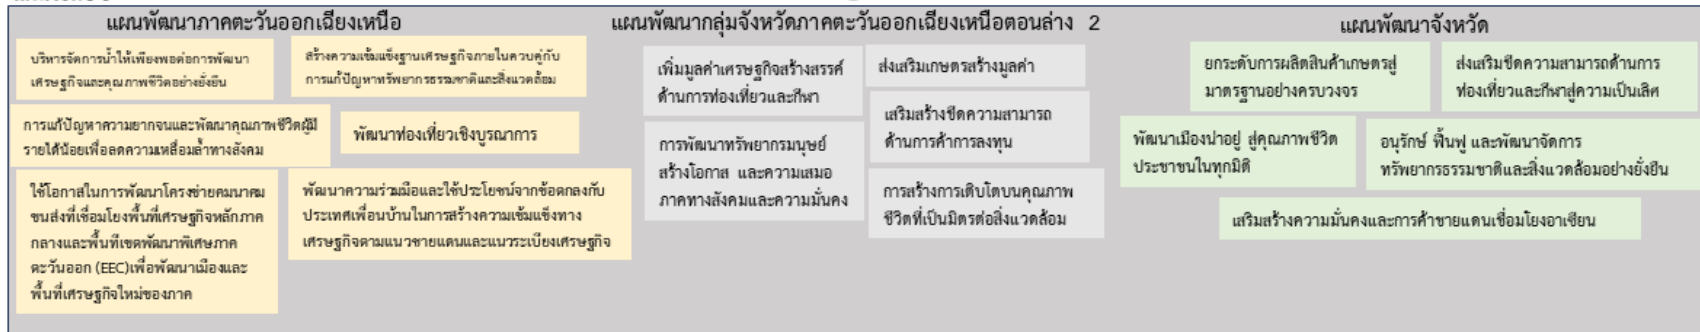 แผนพัฒนาภาคตะวันออกเฉียงเหนือ
บริหารจัดการน้ำให้เพียงพอต่อการพัฒนา
เศรษฐกิจและคุณภาพชีวิตอย่างยั่งยืน
สร้างความเข้มแข็งฐานเศรษฐกิจภายในควบคู่กับ
การแก้ปัญหาทรัพยากรธรรมชาติและสิ่งแวดล้อม
การแก้ปัญหาความยากจนและพัฒนาคุณภาพชีวิตผู้มี
รายได้น้อยเพื่อลดความเหลื่อมล้ำทางสังคม
พัฒนาท่องเที่ยวเชิงบูรณาการ
ใช้โอกาสในการพัฒนาโครงข่ายคมนาคม
ขนส่งที่เชื่อมโยงพื้นที่เศรษฐกิจหลักภาค
กลางและพื้นที่เขตพัฒนาพิเศษภาค
ตะวันออก (EEC)เพื่อพัฒนาเมืองและ
พื้นที่เศรษฐกิจใหม่ของภาค
พัฒนาความร่วมมือและใช้ประโยชน์จากข้อตกลงกับ
ประเทศเพื่อนบ้านในการสร้างความเข้มแข็งทาง
เศรษฐกิจตามแนวชายแดนและแนวระเบียงเศรษฐกิจ
แผนพัฒนากลุ่มจังหวัดภาคตะวันออกเฉียงเหนือตอนล่าง 2
เพิ่มมูลค่าเศรษฐกิจสร้างสรรค์
ด้านการท่องเที่ยวและกีฬา
ส่งเสริมเกษตรสร้างมูลค่า
เสริมสร้างขีดความสามารถ
ด้านการค้าการลงทุน
การพัฒนาทรัพยากรมนุษย์
สร้างโอกาส และความเสมอ
ภาคทางสังคมและความมั่นคง
การสร้างการเติบโตบนคุณภาพ
ชีวิตที่เป็นมิตรต่อสิ่งแวดล้อม
แผนพัฒนาจังหวัด
ยกระดับการผลิตสินค้าเกษตรสู่
มาตรฐานอย่างครบวงจร
ส่งเสริมขีดความสามารถด้านการ
ท่องเที่ยวและกีฬาสู่ความเป็นเลิศ
พัฒนาเมืองน่าอยู่ สู่คุณภาพชีวิต
ประชาชนในทุกมิติ
อนุรักษ์ ฟื้นฟู และพัฒนาจัดการ
ทรัพยากรธรรมชาติและสิ่งแวดล้อมอย่างยั่งยืน
เสริมสร้างความมั่นคงและการค้าชายแดนเชื่อมโยงอาเซียน